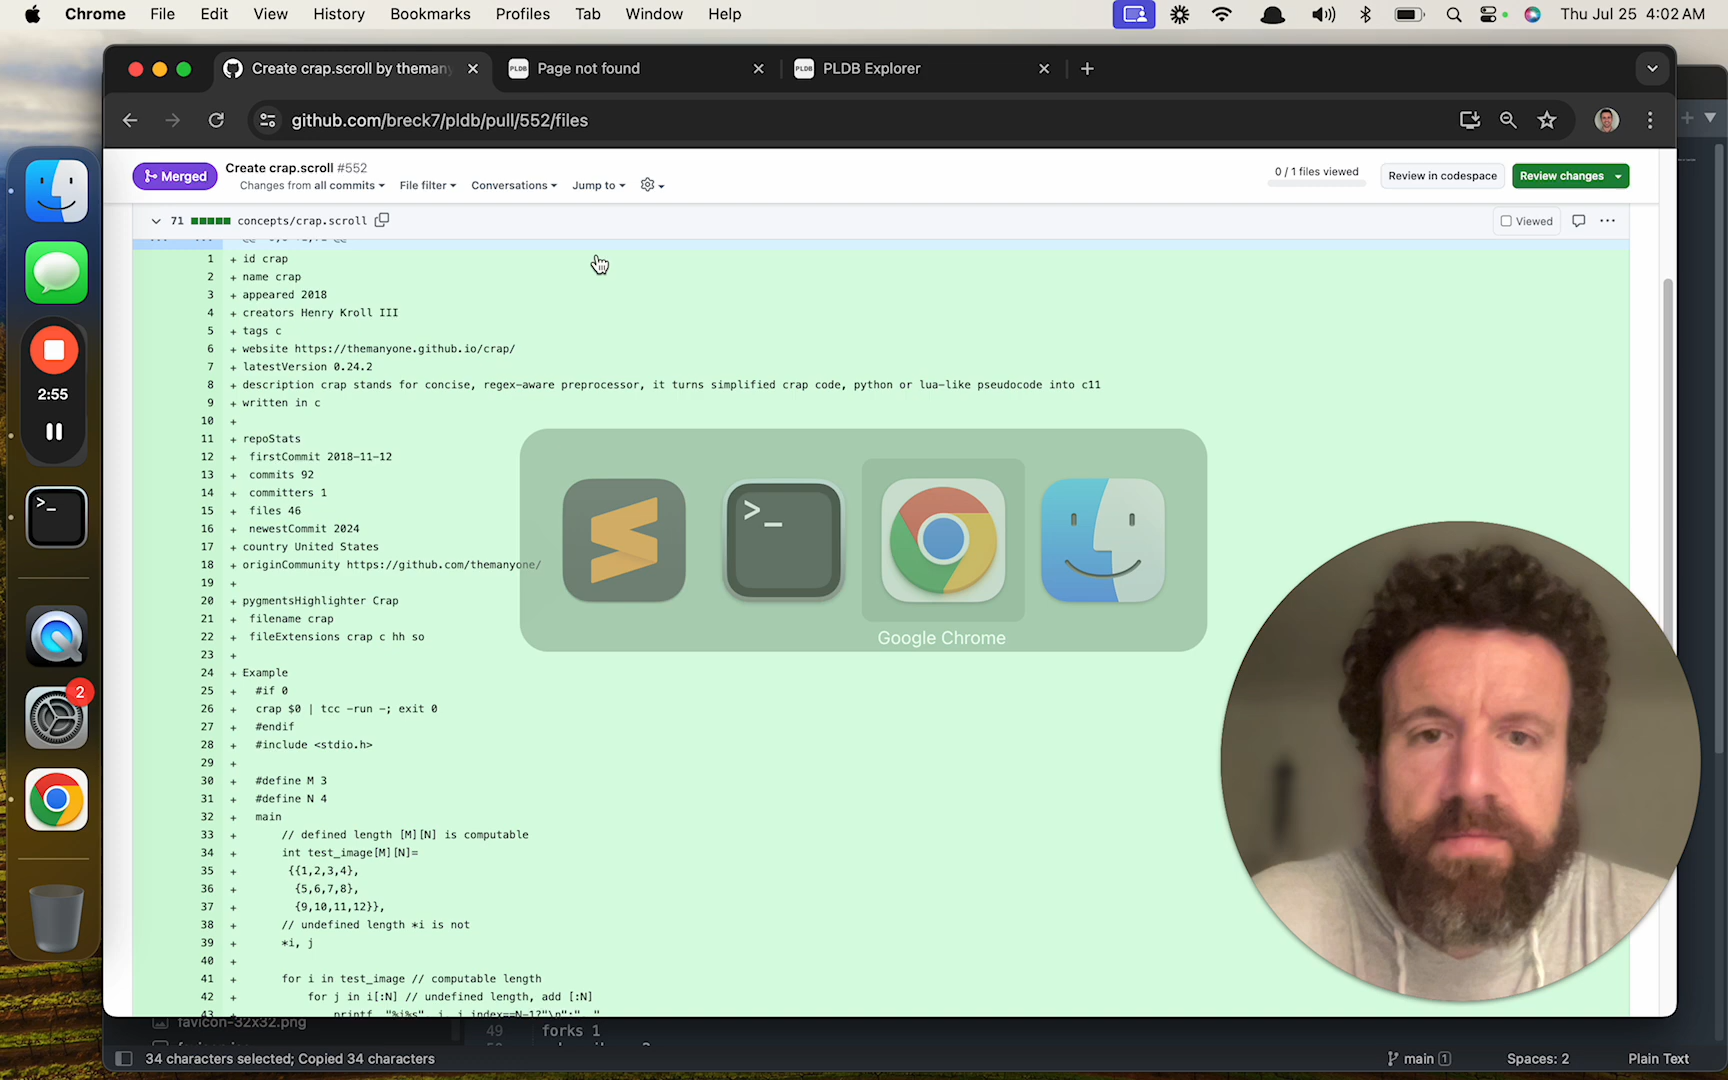 Chrome File Edit View History Bookmarks Profiles Tab Window Help Thu Jul 25 4:02 AM
Create crap.scroll by themany
Page not found
PLDB Explorer
github.com/breck7/pldb/pull/552/files
Merged
Create crap.scroll #552
Changes from all commits File filter Conversations Jump to
0 / 1 files viewed
Review in codespace
Review changes
71 concepts/crap.scroll
Viewed
1 + id crap
2 + name crap
3 + appeared 2018
4 + creators Henry Kroll III
5 + tags c
6 + website https://themanyone.github.io/crap/
7 + latestVersion 0.24.2
8 + description crap stands for concise, regex-aware preprocessor, it turns simplified crap code, python or lua-like pseudocode into c11
9 + written in c
10 +
11 + repoStats
12 + firstCommit 2018-11-12
13 + commits 92
14 + committers 1
15 + files 46
16 + newestCommit 2024
17 + country United States
18 + originCommunity https://github.com/themanyone/
19 +
20 + pygmentsHighlighter Crap
21 + filename crap
22 + fileExtensions crap c hh so
23 +
24 + Example
25 + #if 0
26 + crap $0 | tcc -run -; exit 0
27 + #endif
28 + #include <stdio.h>
29 +
30 + #define M 3
31 + #define N 4
32 + main
33 + // defined length [M][N] is computable
34 + int test_image[M][N]=
35 + {{1,2,3,4},
36 + {5,6,7,8},
37 + {9,10,11,12}},
38 + // undefined length *i is not
39 + *i, j
40 +
41 + for i in test_image // computable length
42 + for j in i[:N] // undefined length, add [:N]
43
Google Chrome
2:55
2
favicon-32x32.png
49 forks 1
34 characters selected; Copied 34 characters
main 1
Spaces: 2
Plain Text